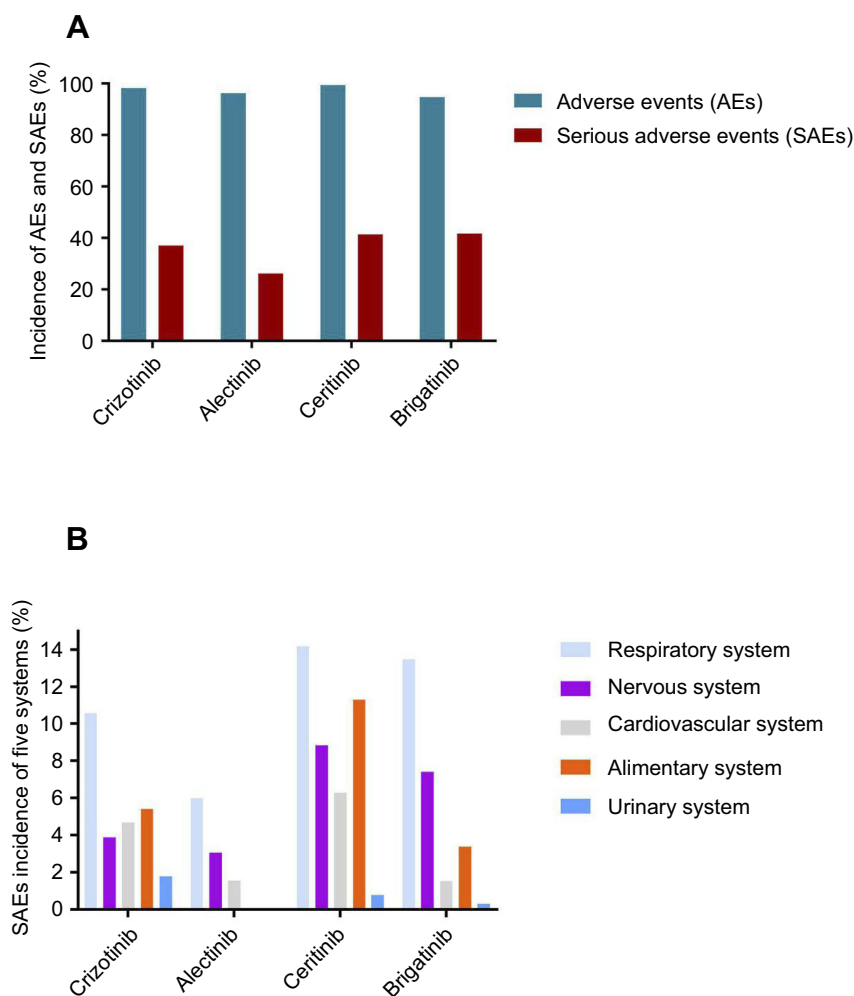 A
Incidence of AEs and SAEs (%)
100
80
60
40
20
0
Crizotinib
Alectinib
Ceritinib
Brigatinib
Adverse events (AEs)
Serious adverse events (SAEs)
B
SAEs incidence of five systems (%)
14
12
10
8
6
4
2
0
Crizotinib
Alectinib
Ceritinib
Brigatinib
Respiratory system
Nervous system
Cardiovascular system
Alimentary system
Urinary system